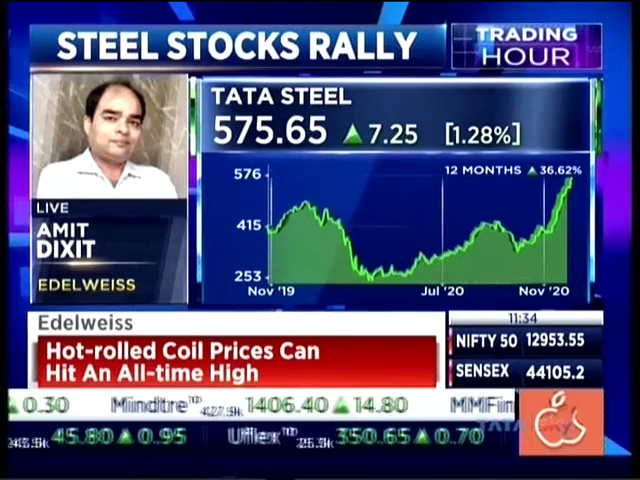 STEEL STOCKS RALLY
TRADING
HOUR
TATA STEEL
575.65 ▲ 7.25 [1.28%]
12 MONTHS ▲ 36.62%
576
415
253
Nov '19 Jul '20 Nov '20
LIVE
AMIT
DIXIT
EDELWEISS
Edelweiss
Hot-rolled Coil Prices Can
Hit An All-time High
11:34
NIFTY 50 12953.55
SENSEX 44105.2
▲ 0.30 Mindtree 1406.40 ▲ 14.80 MMFin
45.80 ▲ 0.95 Uflex 350.65 ▲ 0.70
TATA sky